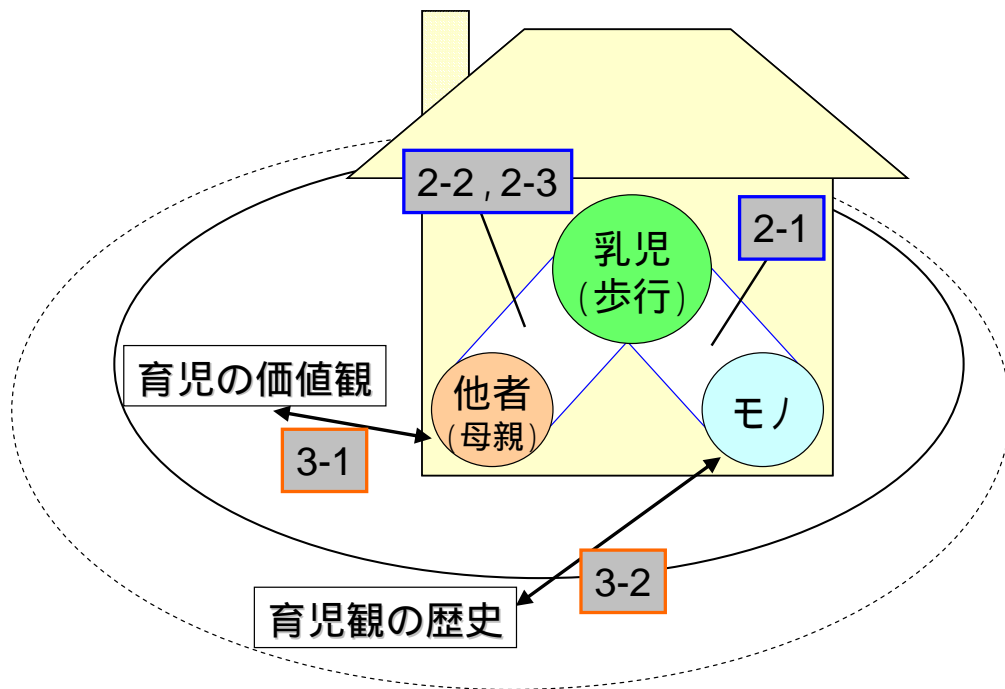 2-2 , 2-3
乳児
(歩行)
2-1
育児の価値観
他者
(母親)
モノ
3-1
3-2
育児観の歴史